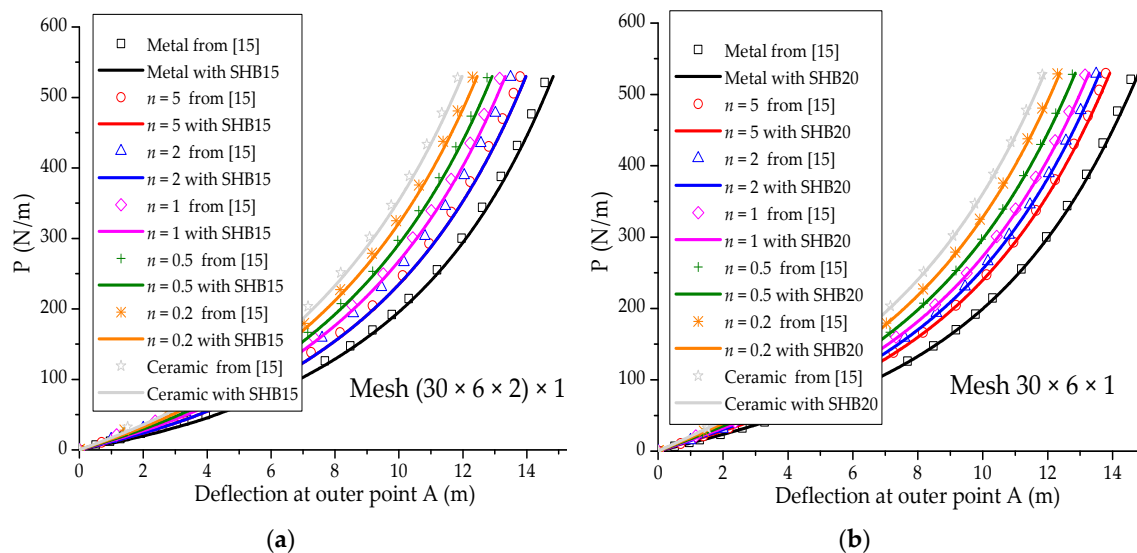 600
500
400
300
200
100
0
P (N/m)
Metal from [15]
Metal with SHB15
n = 5 from [15]
n = 5 with SHB15
n = 2 from [15]
n = 2 with SHB15
n = 1 from [15]
n = 1 with SHB15
n = 0.5 from [15]
n = 0.5 with SHB15
n = 0.2 from [15]
n = 0.2 with SHB15
Ceramic from [15]
Ceramic with SHB15
Mesh (30 × 6 × 2) × 1
0 2 4 6 8 10 12 14
Deflection at outer point A (m)
(a)
600
500
400
300
200
100
0
P (N/m)
Metal from [15]
Metal with SHB20
n = 5 from [15]
n = 5 with SHB20
n = 2 from [15]
n = 2 with SHB20
n = 1 from [15]
n = 1 with SHB20
n = 0.5 from [15]
n = 0.5 with SHB20
n = 0.2 from [15]
n = 0.2 with SHB20
Ceramic from [15]
Ceramic with SHB20
Mesh 30 × 6 × 1
0 2 4 6 8 10 12 14
Deflection at outer point A (m)
(b)